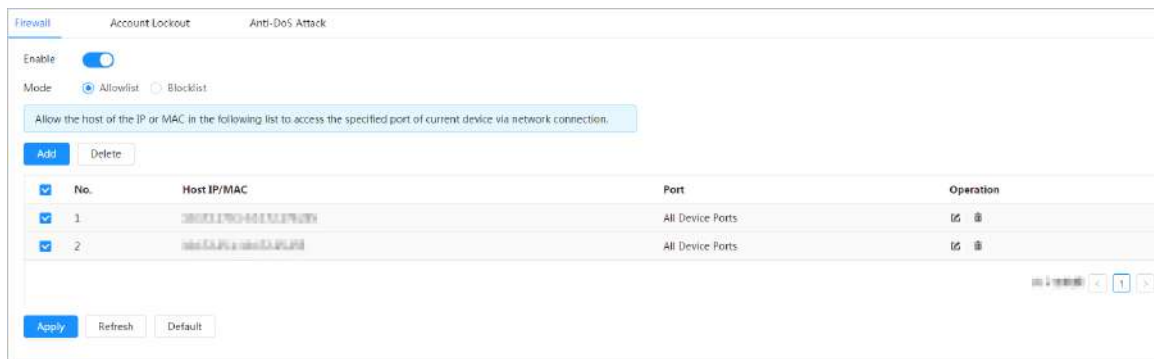 Firewall Account Lockout Anti-DoS Attack
Enable
Mode Allowlist Blocklist
Allow the host of the IP or MAC in the following list to access the specified port of current device via network connection.
Add Delete
No. Host IP/MAC Port Operation
1 All Device Ports
2 All Device Ports
1
Apply Refresh Default